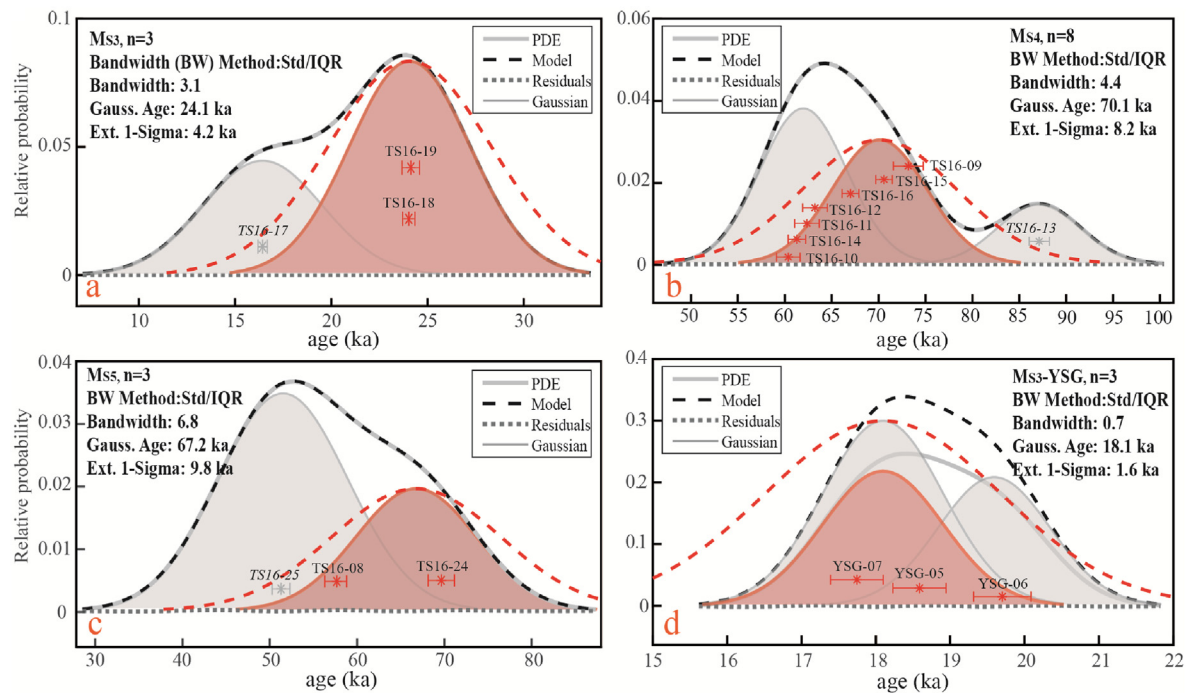 0.1
0.05
0
Relative probability
Ms3, n=3
Bandwidth (BW) Method:Std/IQR
Bandwidth: 3.1
Gauss. Age: 24.1 ka
Ext. 1-Sigma: 4.2 ka
PDE
Model
Residuals
Gaussian
TS16-19
TS16-18
TS16-17
a
10 15 20 25 30
age (ka)
0.06
0.04
0.02
0
PDE
Model
Residuals
Gaussian
Ms4, n=8
BW Method:Std/IQR
Bandwidth: 4.4
Gauss. Age: 70.1 ka
Ext. 1-Sigma: 8.2 ka
TS16-09
TS16-15
TS16-16
TS16-12
TS16-11
TS16-14
TS16-10
TS16-13
b
50 55 60 65 70 75 80 85 90 95 100
age (ka)
0.04
0.03
0.02
0.01
0
Relative probability
Ms5, n=3
BW Method:Std/IQR
Bandwidth: 6.8
Gauss. Age: 67.2 ka
Ext. 1-Sigma: 9.8 ka
PDE
Model
Residuals
Gaussian
TS16-25
TS16-08
TS16-24
c
30 40 50 60 70 80
age (ka)
0.4
0.3
0.2
0.1
0
PDE
Model
Residuals
Gaussian
Ms3-YSG, n=3
BW Method:Std/IQR
Bandwidth: 0.7
Gauss. Age: 18.1 ka
Ext. 1-Sigma: 1.6 ka
YSG-07
YSG-05
YSG-06
d
15 16 17 18 19 20 21 22
age (ka)